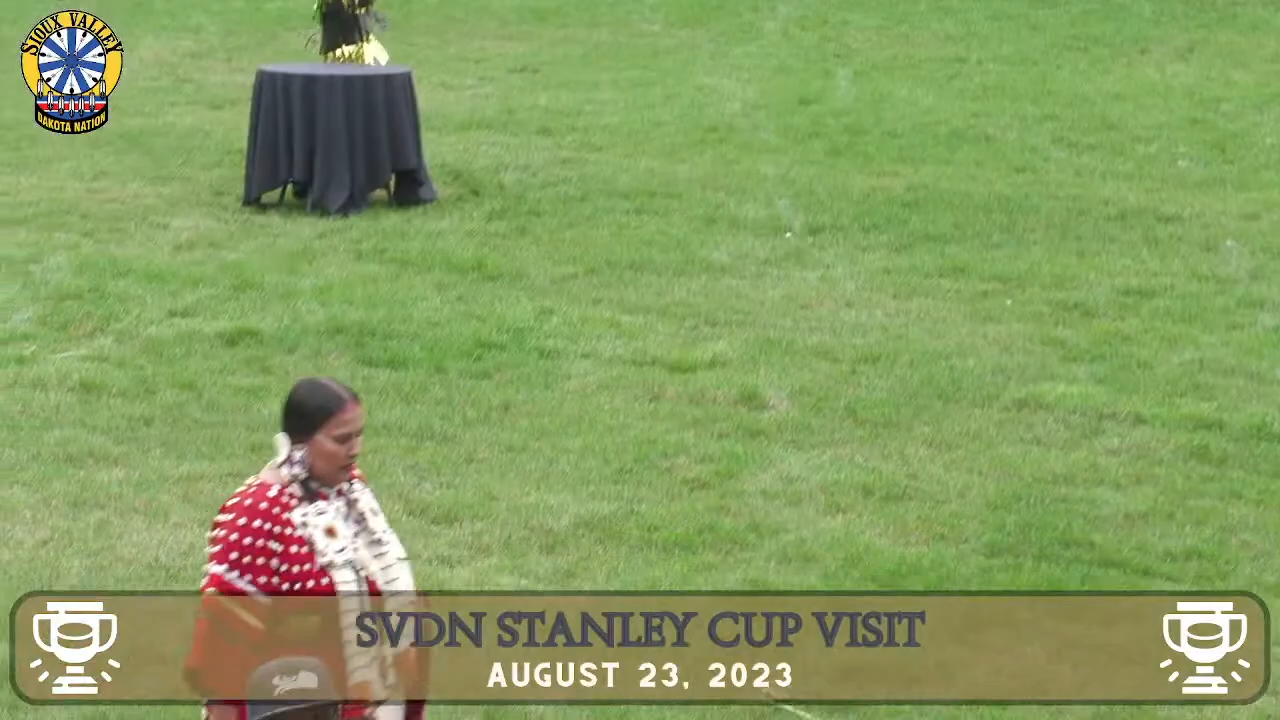 SIOUX VALLEY
DAKOTA NATION
SVDN STANLEY CUP VISIT
AUGUST 23, 2023